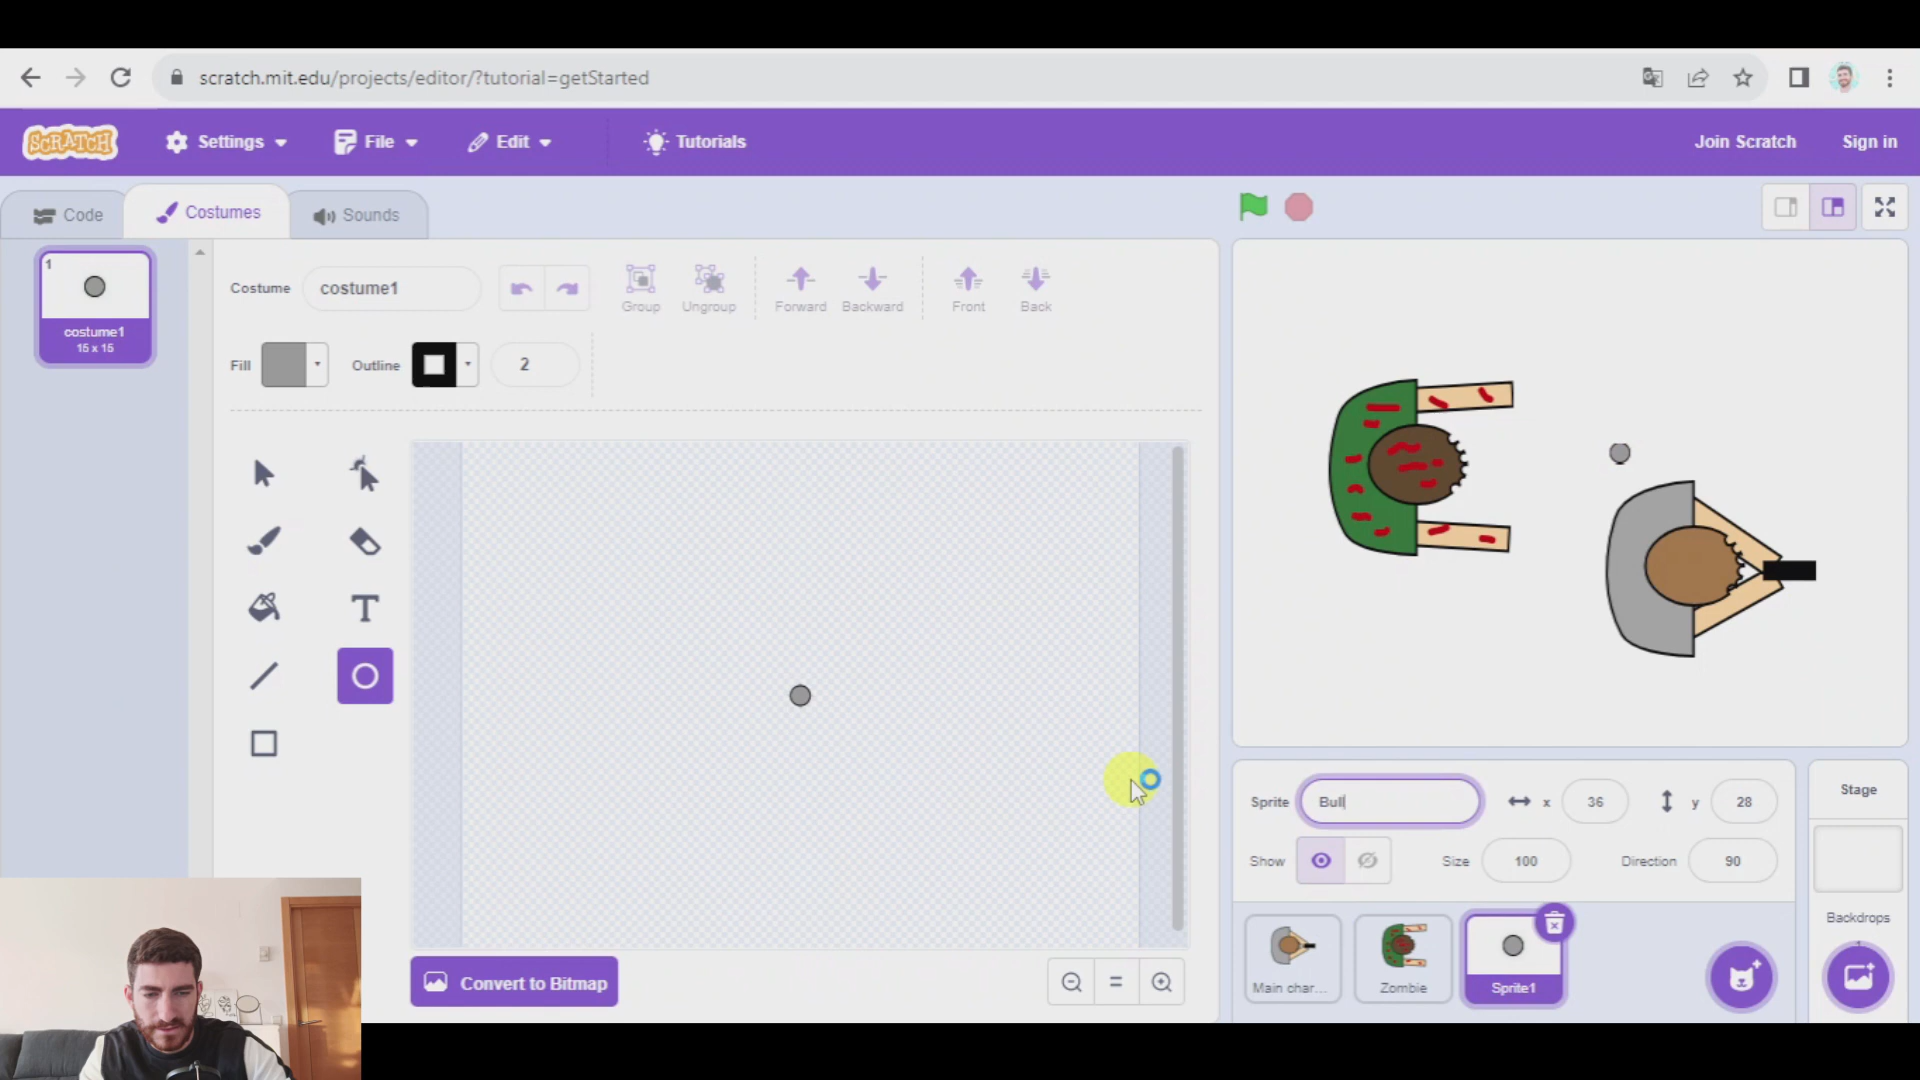 scratch.mit.edu/projects/editor/?tutorial=getStarted
SCRATCH
Settings
File
Edit
Tutorials
Join Scratch
Sign in
Code
Costumes
Sounds
1
costume1
15 x 15
Costume
costume1
Group
Ungroup
Forward
Backward
Front
Back
Fill
Outline
2
T
Convert to Bitmap
Sprite
Bull
x
36
y
28
Show
Size
100
Direction
90
Main char...
Zombie
Sprite1
Stage
Backdrops
1